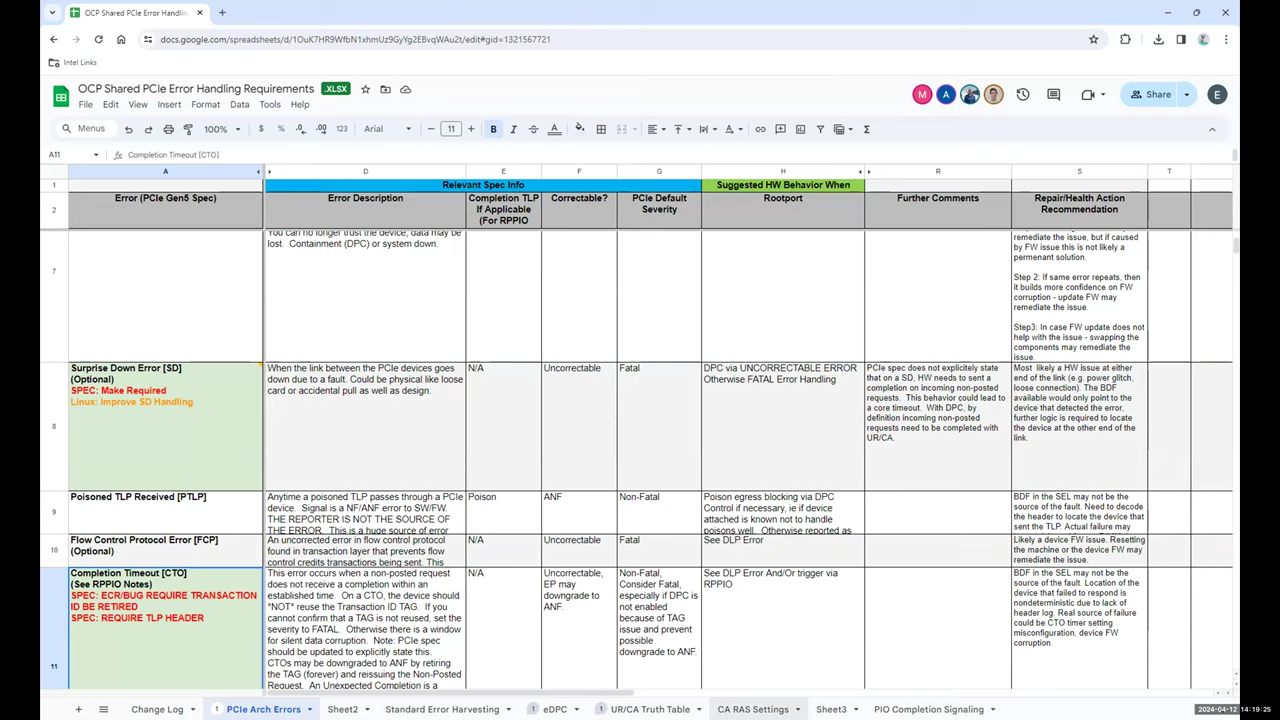 OCP Shared PCIe Error Handlin
docs.google.com/spreadsheets/d/1OuK7HR9WfbN1xhmUz9GyYg2EBvqWAu2t/edit#gid=1321567721
Intel Links
OCP Shared PCIe Error Handling Requirements .XLSX
File Edit View Insert Format Data Tools Help
Share E
M A
Menus 100% $ % .0 .00 123 Arial 11 B I A
A11 fx Completion Timeout [CTO]
A D E F G H R S T
1 Relevant Spec Info Suggested HW Behavior When
2 Error (PCIe Gen5 Spec) Error Description Completion TLP If Applicable (For RPPIO Correctable? PCIe Default Severity Rootport Further Comments Repair/Health Action Recommendation
7
You can no longer trust the device, data may be
lost. Containment (DPC) or system down.
remediate the issue, but if caused
by FW issue this is not likely a
permenant solution.
Step 2: If same error repeats, then
it builds more confidence on FW
corruption - update FW may
remediate the issue.
Step3: In case FW update does not
help with the issue - swapping the
components may remediate the
issue.
8
Surprise Down Error [SD]
(Optional)
SPEC: Make Required
Linux: Improve SD Handling
When the link between the PCIe devices goes
down due to a fault. Could be physical like loose
card or accidental pull as well as design.
N/A
Uncorrectable
Fatal
DPC via UNCORRECTABLE ERROR
Otherwise FATAL Error Handling
PCIe spec does not explicitely state
that on a SD, HW needs to sent a
completion on incoming non-posted
requests. This behavior could lead to
a core timeout. With DPC, by
definition incoming non-posted
requests need to be completed with
UR/CA.
Most likely a HW issue at either
end of the link (e.g. power glitch,
loose connection). The BDF
available would only point to the
device that detected the error,
further logic is required to locate
the device at the other end of the
link.
9
Poisoned TLP Received [PTLP]
Anytime a poisoned TLP passes through a PCIe
device. Signal is a NF/ANF error to SW/FW.
THE REPORTER IS NOT THE SOURCE OF
THE ERROR. This is a huge source of error
Poison
ANF
Non-Fatal
Poison egress blocking via DPC
Control if necessary, ie if device
attached is known not to handle
poisons well. Otherwise reported as
BDF in the SEL may not be the
source of the fault. Need to decode
the header to locate the device that
sent the TLP. Actual failure may
10
Flow Control Protocol Error [FCP]
(Optional)
An uncorrected error in flow control protocol
found in transaction layer that prevents flow
control credits transactions being sent. This
N/A
Uncorrectable
Fatal
See DLP Error
Likely a device FW issue. Resetting
the machine or the device FW may
remediate the issue.
11
Completion Timeout [CTO]
(See RPPIO Notes)
SPEC: ECR/BUG REQUIRE TRANSACTION
ID BE RETIRED
SPEC: REQUIRE TLP HEADER
This error occurs when a non-posted request
does not receive a completion within an
established time. On a CTO, the device should
*NOT* reuse the Transaction ID TAG. If you
cannot confirm that a TAG is not reused, set the
severity to FATAL. Otherwise there is a window
for silent data corruption. Note: PCIe spec
should be updated to explicitly state this.
CTOs may be downgraded to ANF by retiring
the TAG (forever) and reissuing the Non-Posted
Request. An Unexpected Completion is a
N/A
Uncorrectable,
EP may
downgrade to
ANF.
Non-Fatal,
Consider Fatal,
especially if DPC is
not enabled
because of TAG
issue and prevent
possible
downgrade to ANF.
See DLP Error And/Or trigger via
RPPIO
BDF in the SEL may not be the
source of the fault. Location of the
device that failed to respond is
nondeterministic due to lack of
header log. Real source of failure
could be CTO timer setting
misconfiguration, device FW
corruption.
Change Log 1 PCIe Arch Errors Sheet2 Standard Error Harvesting 1 eDPC 1 UR/CA Truth Table CA RAS Settings Sheet3 PIO Completion Signaling
2024-04-12 14:19:25